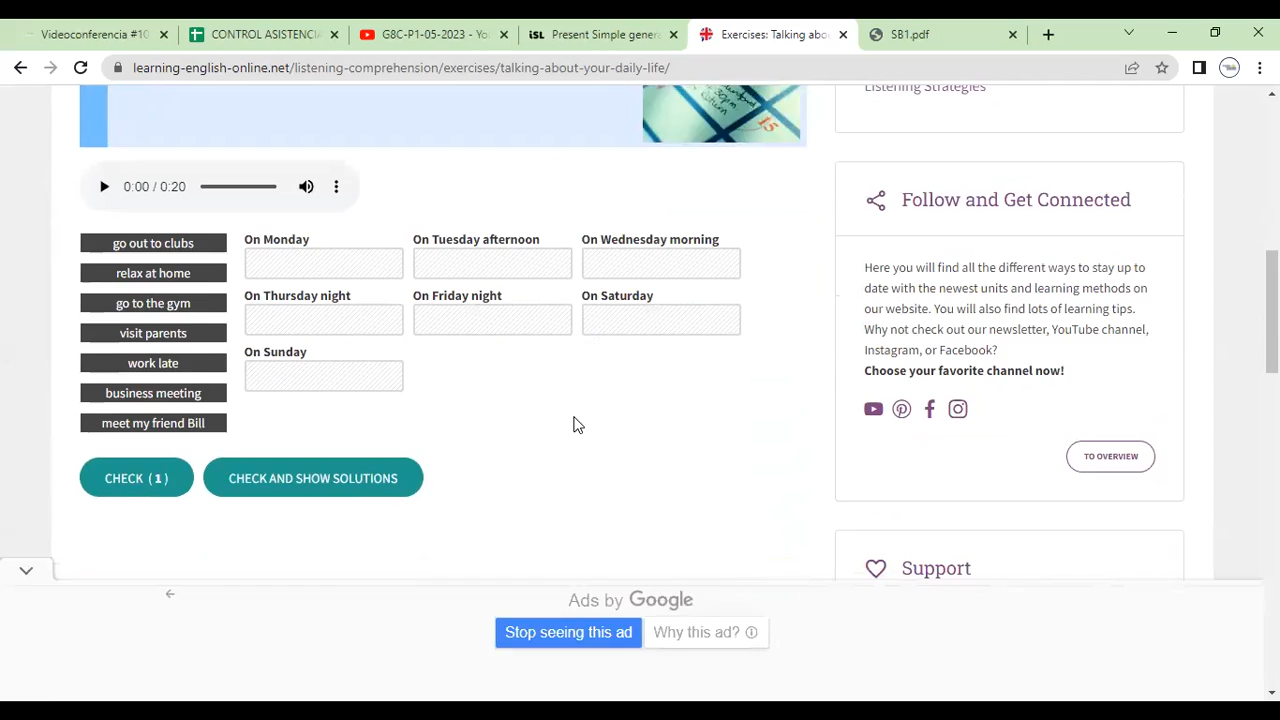 Videoconferencia #10
CONTROL ASISTENCIA
G8C-P1-05-2023 - Yo
iSL Present Simple gene
Exercises: Talking abou
SB1.pdf
learning-english-online.net/listening-comprehension/exercises/talking-about-your-daily-life/
Listening Strategies
15
0:00 / 0:20
go out to clubs
relax at home
go to the gym
visit parents
work late
business meeting
meet my friend Bill
On Monday
On Tuesday afternoon
On Wednesday morning
On Thursday night
On Friday night
On Saturday
On Sunday
CHECK ( 1 )
CHECK AND SHOW SOLUTIONS
Follow and Get Connected
Here you will find all the different ways to stay up to
date with the newest units and learning methods on
our website. You will also find lots of learning tips.
Why not check out our newsletter, YouTube channel,
Instagram, or Facebook?
Choose your favorite channel now!
TO OVERVIEW
Support
Ads by Google
Stop seeing this ad
Why this ad?